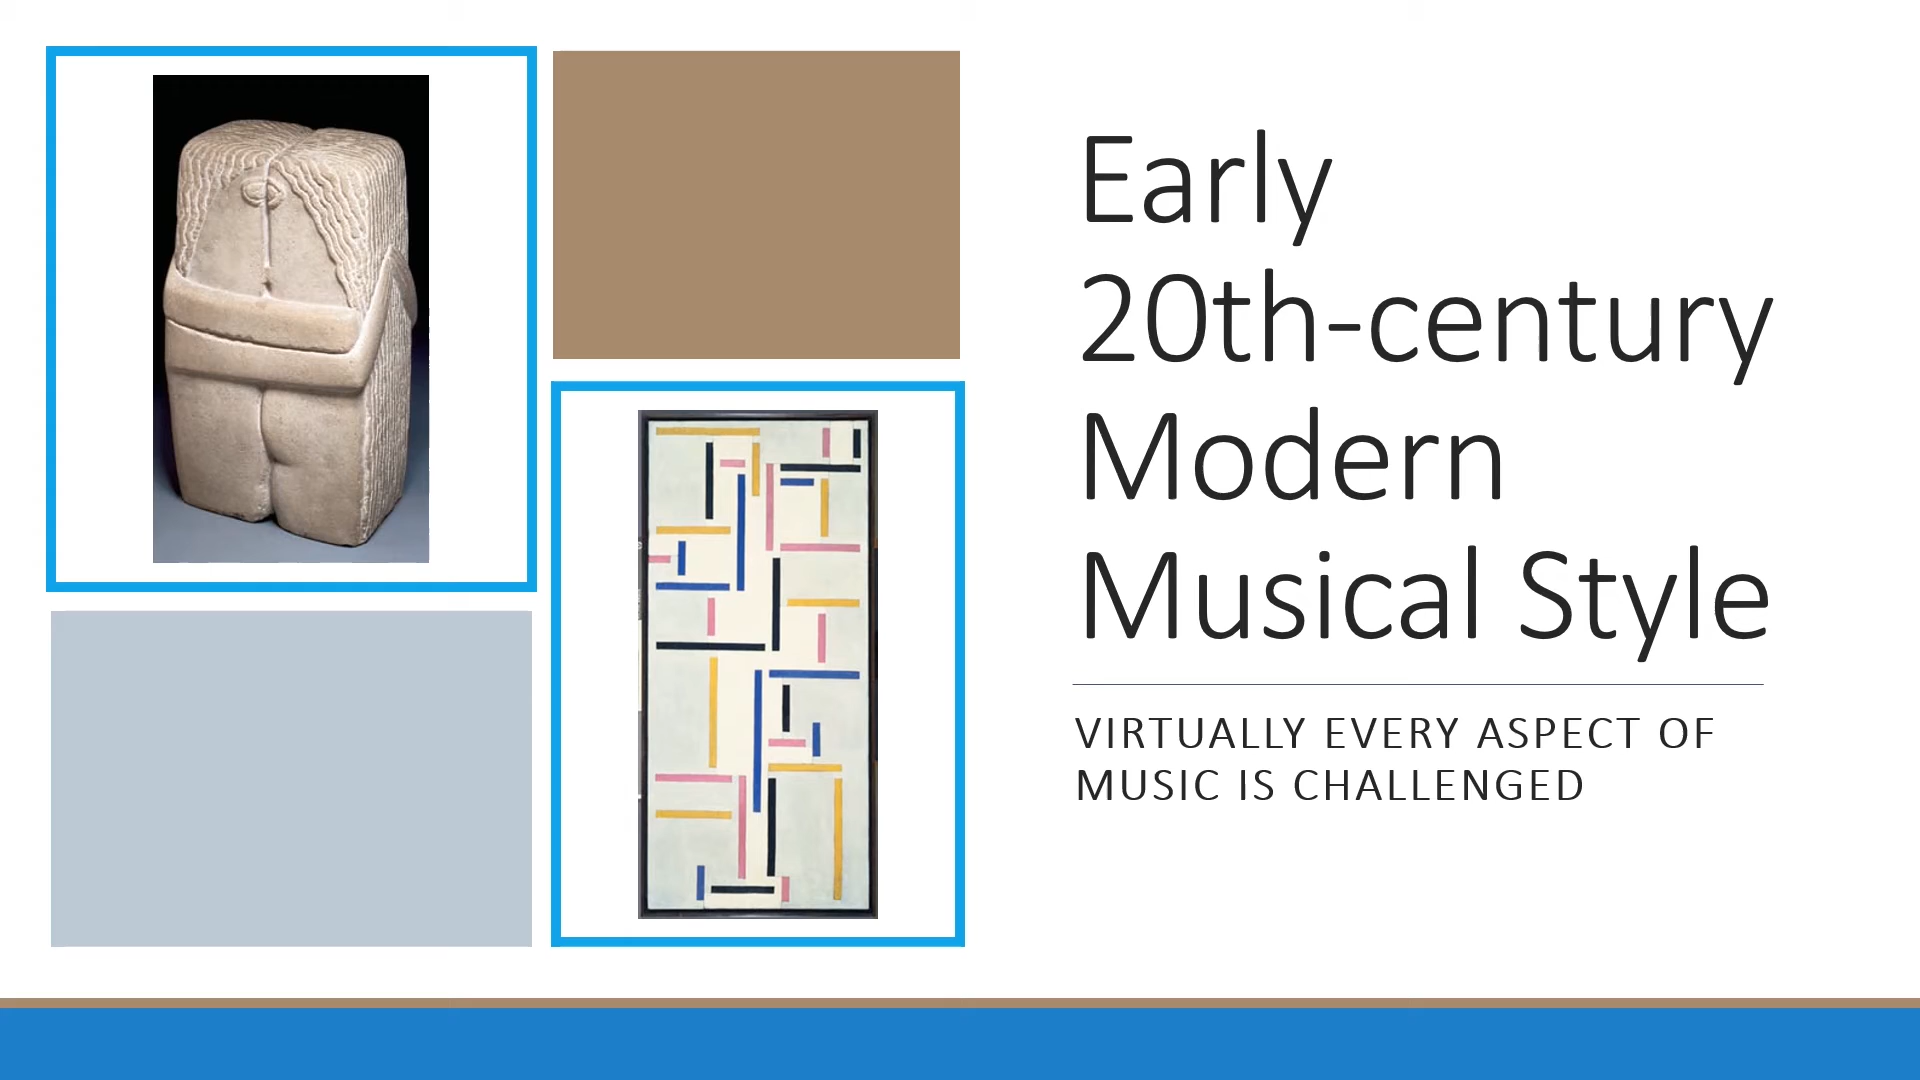 Early
20th-century
Modern
Musical Style
VIRTUALLY EVERY ASPECT OF
MUSIC IS CHALLENGED